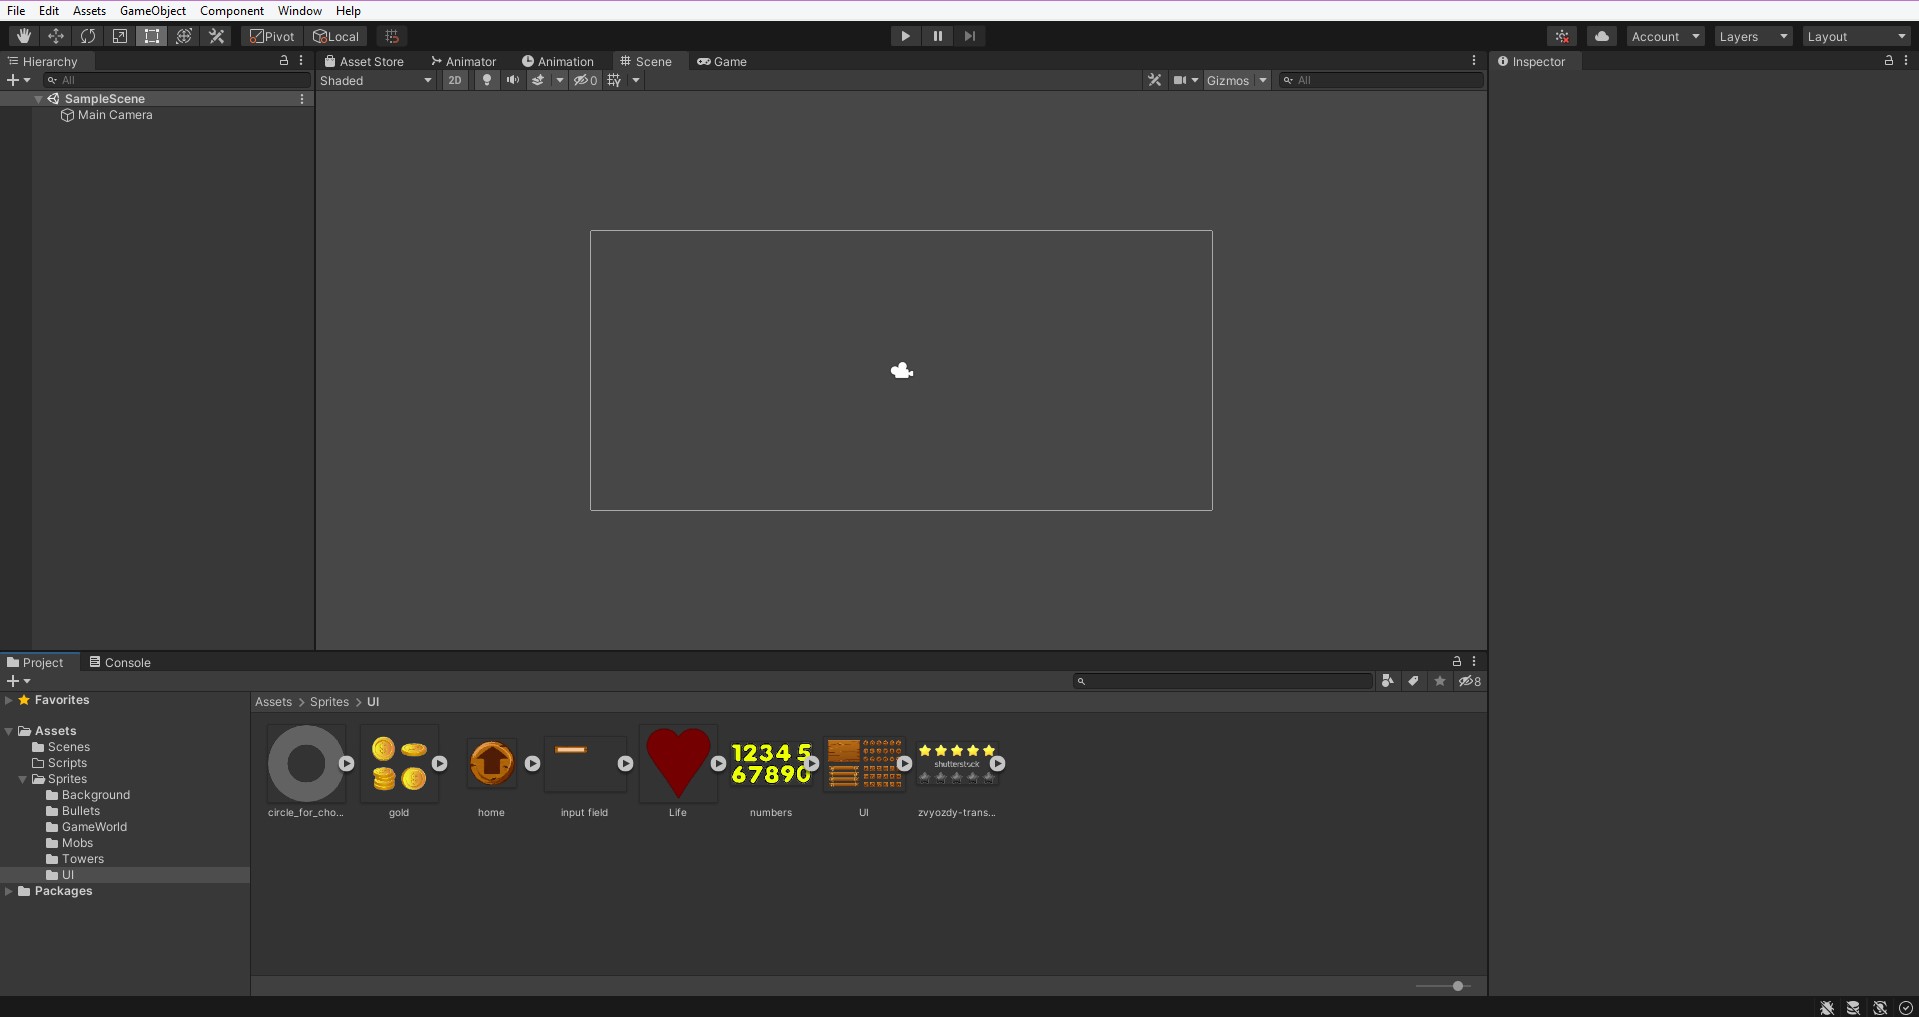 File Edit Assets GameObject Component Window Help
Pivot Local Account Layers Layout
Hierarchy Asset Store Animator Animation Scene Game Inspector
All Shaded 2D 0 Gizmos All
SampleScene
Main Camera
Project Console
8
Favorites
Assets > Sprites > UI
Assets
Scenes
Scripts
Sprites
Background
Bullets
GameWorld
Mobs
Towers
UI
Packages
1234 5
67890
shutterstock
circle_for_cho... gold home input field Life numbers UI zvyozdy-trans...